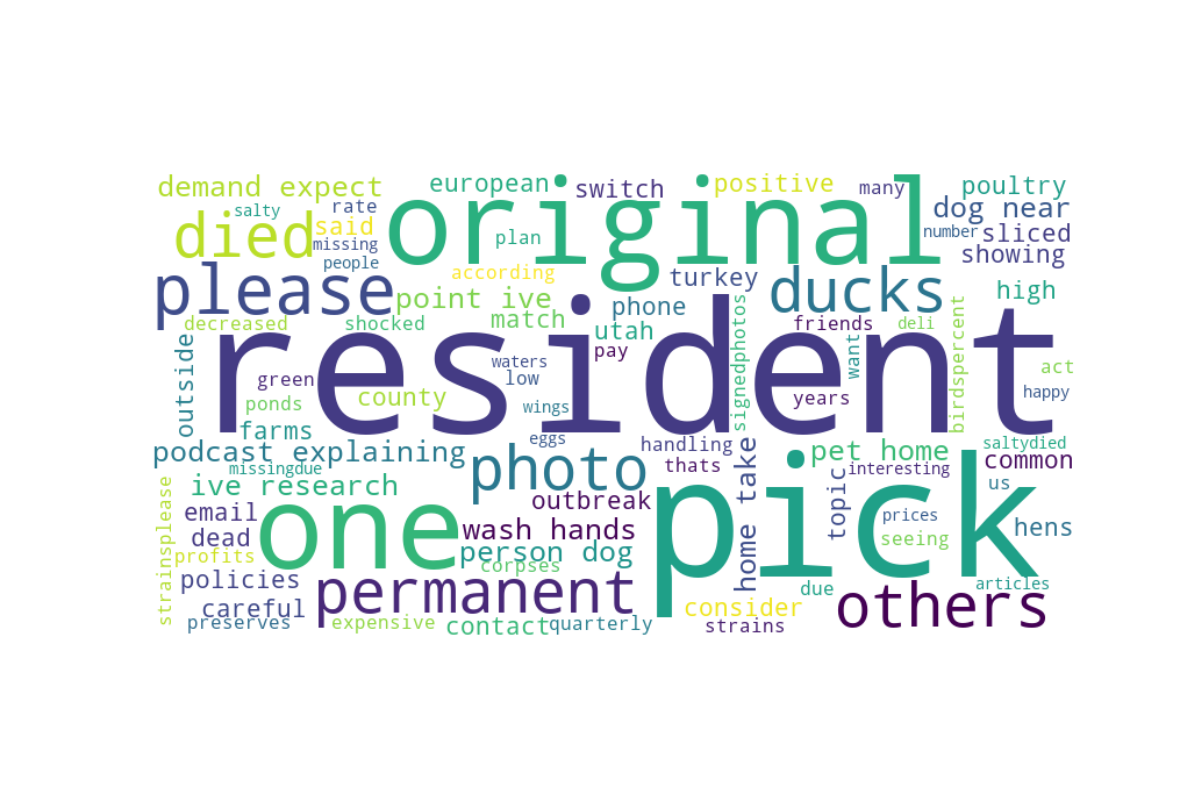 demand expect
european
switch
positive
many
poultry
salty
rate
original
dog near
died
said
missing
plan
number
sliced
people
according
turkey
showing
please
point ive
phone
ducks
high
decreased
shocked
match
utah
friends
deli
resident
outside
green
waters
low
pay
signedphotos
want
birdspercent
act
ponds
county
wings
years
happy
farms
eggs
handling
saltydied
podcast explaining
missingdue
photo
thats
home take
pet home
interesting
common
ive research
outbreak
pick
topic
us
strainsplease
email
one
wash hands
prices
hens
dead
person dog
seeing
profits
corpses
policies
permanent
due
articles
careful
consider
others
preserves
expensive
contact
quarterly
strains